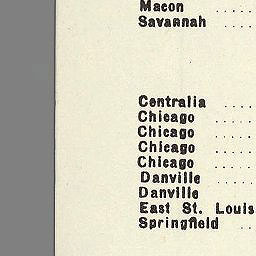 Macon .....
Savannah ....
Centralia ....
Chicago .....
Chicago .....
Chicago .....
Chicago .....
Danville .....
Danville
East St. Louis
Springfield ..